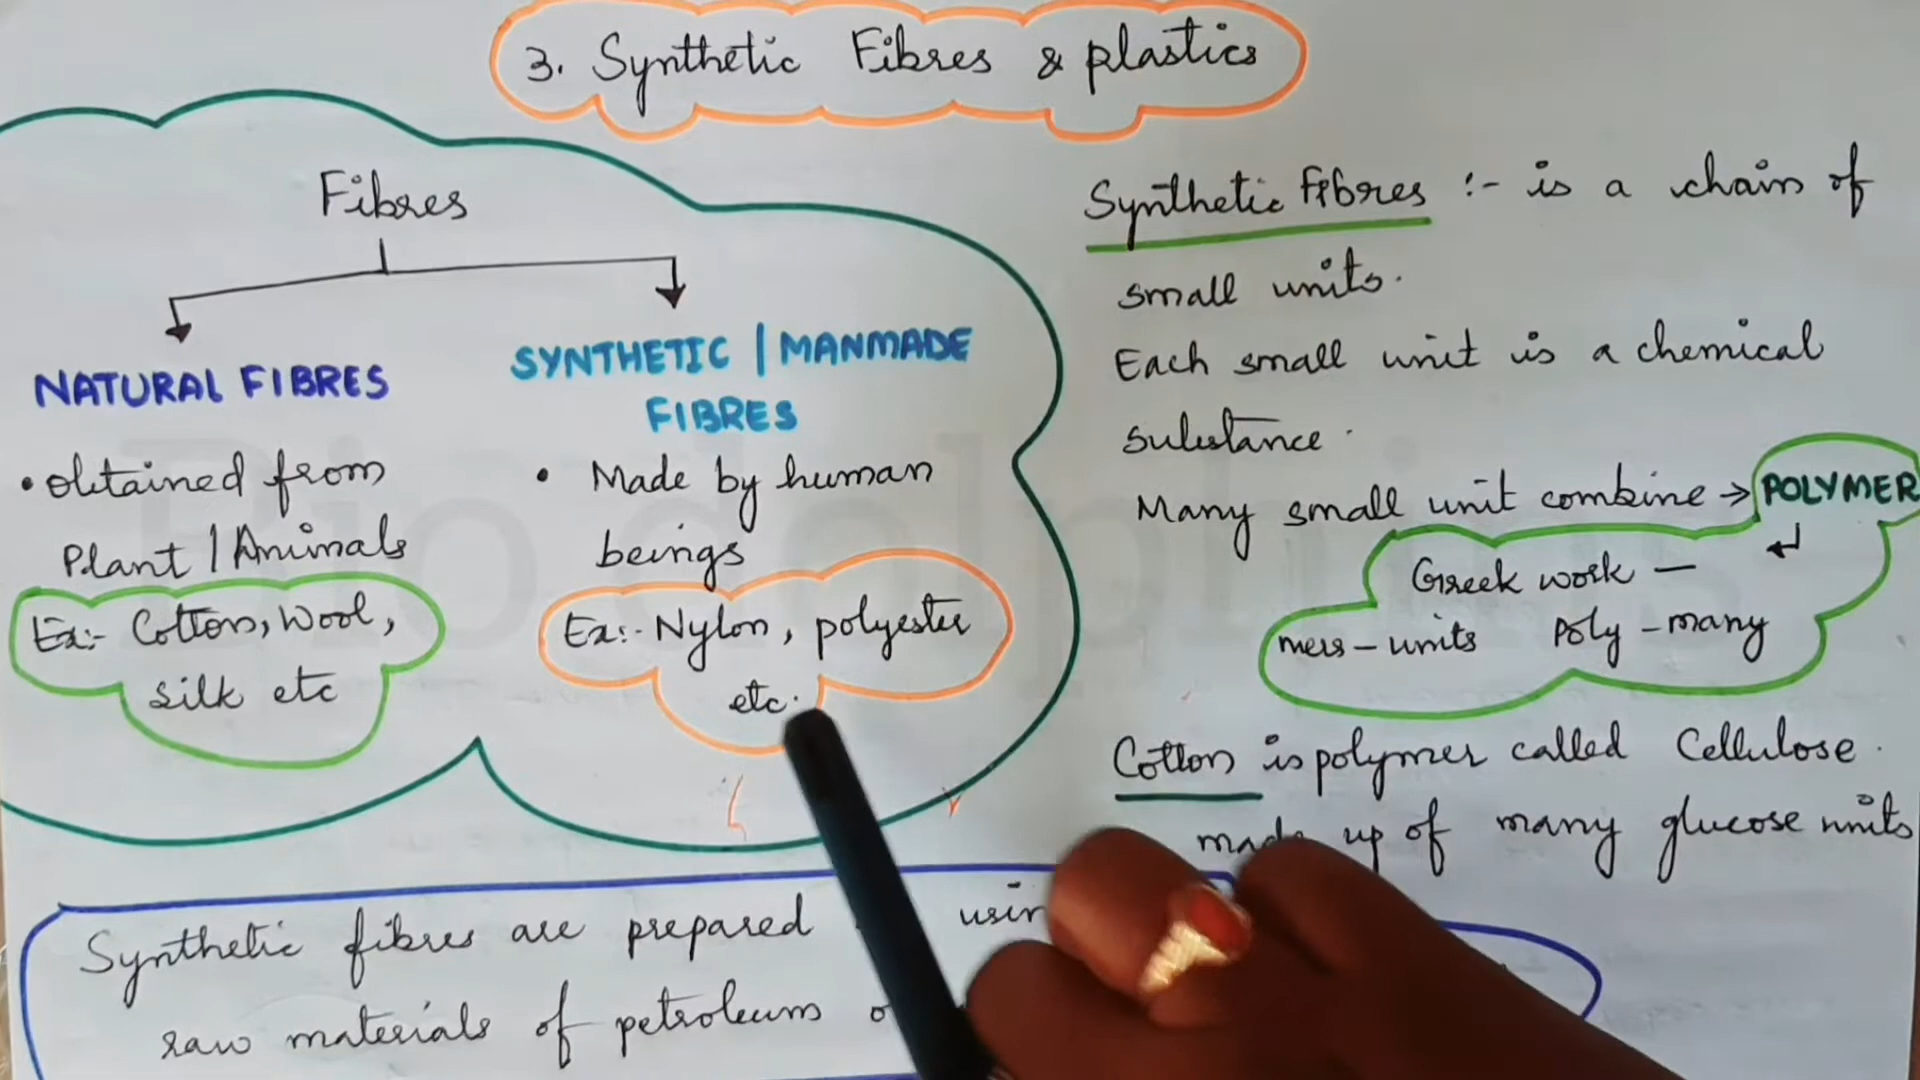 3. Synthetic Fibres & plastics
Fibres
NATURAL FIBRES
• obtained from
Plant / Animals
Ex:- Cotton, Wool,
silk etc
SYNTHETIC / MANMADE
FIBRES
• Made by human
beings
Ex:- Nylon, polyester
etc.
Synthetic Fibres :- is a chain of
small units.
Each small unit is a chemical
substance.
Many small unit combine → POLYMER
Greek work —
mers - units Poly - many
Cotton is polymer called Cellulose.
made up of many glucose units
Synthetic fibres are prepared
raw materials of petroleum
Biodolphins